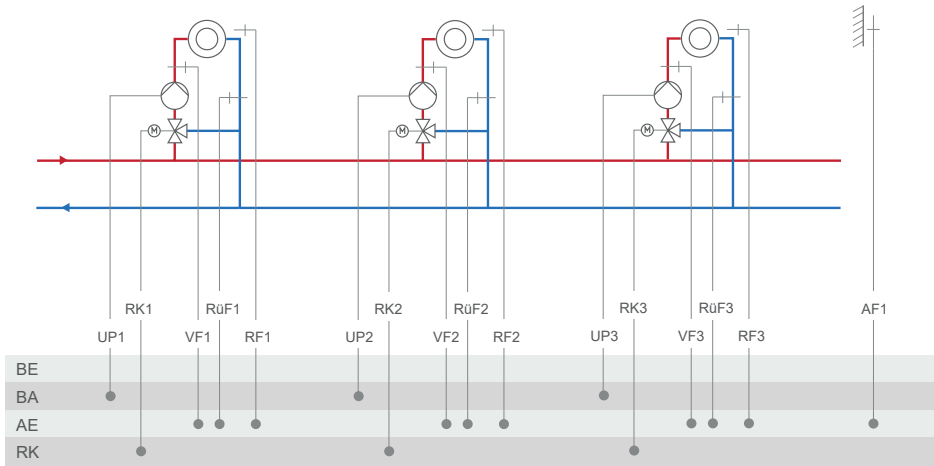 M M M
RK1 RüF1 RK2 RüF2 RK3 RüF3 AF1
UP1 VF1 RF1 UP2 VF2 RF2 UP3 VF3 RF3
BE
BA
AE
RK